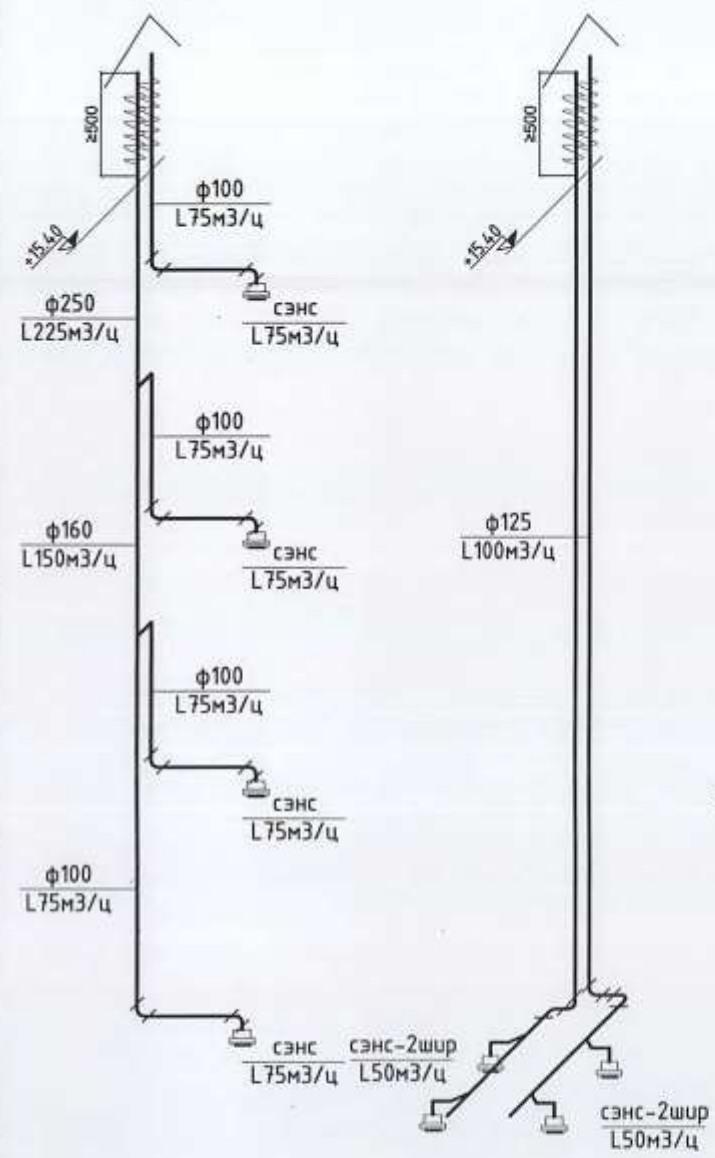 ≥500
≥500
ф100
L75м3/ц
+15.40
+15.40
ф250
L225м3/ц
сэнс
L75м3/ц
ф100
L75м3/ц
ф160
L150м3/ц
сэнс
L75м3/ц
ф125
L100м3/ц
ф100
L75м3/ц
сэнс
L75м3/ц
ф100
L75м3/ц
сэнс
L75м3/ц
сэнс-2шир
L50м3/ц
сэнс-2шир
L50м3/ц